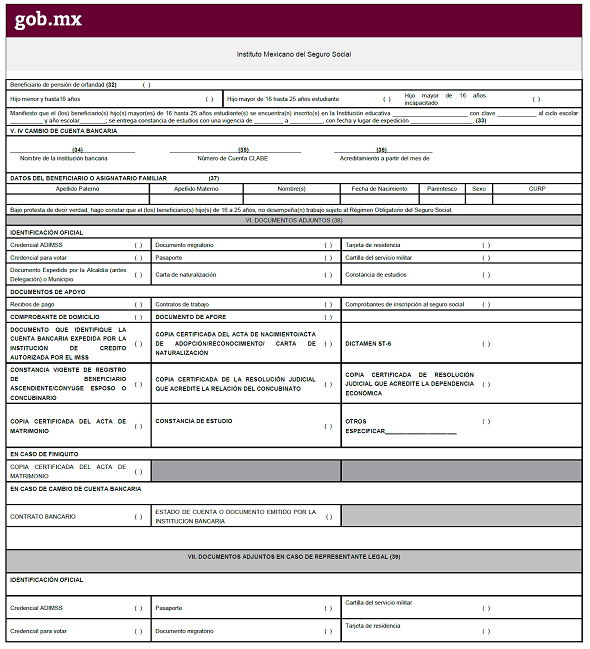 gob.mx
Instituto Mexicano del Seguro Social
Beneficiario de pensión de orfandad (32) ( )
Hijo menor y hasta16 años ( ) Hijo mayor de 16 hasta 25 años estudiante ( ) Hijo mayor de 16 años incapacitado ( )
Manifiesto que el (los) beneficiario(s) hijo(s) mayor(es) de 16 hasta 25 años estudiante(s) se encuentra(n) inscrito(s) en la Institución educativa ____________ con clave ____________ al ciclo escolar
__________ y año escolar________; se entrega constancia de estudios con una vigencia de ________ a ________, con fecha y lugar de expedición ____________________. (33)
V. IV CAMBIO DE CUENTA BANCARIA
(34) (35) (36)
Nombre de la institución bancaria Número de Cuenta CLABE Acreditamiento a partir del mes de
DATOS DEL BENEFICIARIO O ASIGNATARIO FAMILIAR (37)
Apellido Paterno Apellido Materno Nombre(s) Fecha de Nacimiento Parentesco Sexo CURP
Bajo protesta de decir verdad, hago constar que el (los) beneficiario(s) hijo(s) de 16 a 25 años, no desempeña(n) trabajo sujeto al Régimen Obligatorio del Seguro Social.
VI. DOCUMENTOS ADJUNTOS (38)
IDENTIFICACIÓN OFICIAL
Credencial ADIMSS ( ) Documento migratorio ( ) Tarjeta de residencia ( )
Credencial para votar ( ) Pasaporte ( ) Cartilla del servicio militar ( )
Documento Expedido por la Alcaldía (antes Delegación) o Municipio ( ) Carta de naturalización ( ) Constancia de estudios ( )
DOCUMENTOS DE APOYO
Recibos de pago ( ) Contratos de trabajo ( ) Comprobantes de inscripción al seguro social ( )
COMPROBANTE DE DOMICILIO ( ) DOCUMENTO DE AFORE ( )
DOCUMENTO QUE IDENTIFIQUE LA CUENTA BANCARIA EXPEDIDA POR LA INSTITUCIÓN DE CREDITO AUTORIZADA POR EL IMSS ( ) COPIA CERTIFICADA DEL ACTA DE NACIMIENTO/ACTA DE ADOPCIÓN/RECONOCIMIENTO/ CARTA DE NATURALIZACIÓN ( ) DICTAMEN ST-6 ( )
CONSTANCIA VIGENTE DE REGISTRO DE BENEFICIARIO ASCENDIENTE/CÓNYUGE ESPOSO O CONCUBINARIO ( ) COPIA CERTIFICADA DE LA RESOLUCIÓN JUDICIAL QUE ACREDITE LA RELACIÓN DEL CONCUBINATO ( ) COPIA CERTIFICADA DE RESOLUCIÓN JUDICIAL QUE ACREDITE LA DEPENDENCIA ECONÓMICA ( )
COPIA CERTIFICADA DEL ACTA DE MATRIMONIO ( ) CONSTANCIA DE ESTUDIO ( ) OTROS ESPECIFICAR____________________ ( )
EN CASO DE FINIQUITO
COPIA CERTIFICADA DEL ACTA DE MATRIMONIO ( )
EN CASO DE CAMBIO DE CUENTA BANCARIA
CONTRATO BANCARIO ( ) ESTADO DE CUENTA O DOCUMENTO EMITIDO POR LA INSTITUCION BANCARIA ( )
VII. DOCUMENTOS ADJUNTOS EN CASO DE REPRESENTANTE LEGAL (39)
IDENTIFICACIÓN OFICIAL
Credencial ADIMSS ( ) Pasaporte ( ) Cartilla del servicio militar ( )
Credencial para votar ( ) Documento migratorio ( ) Tarjeta de residencia ( )